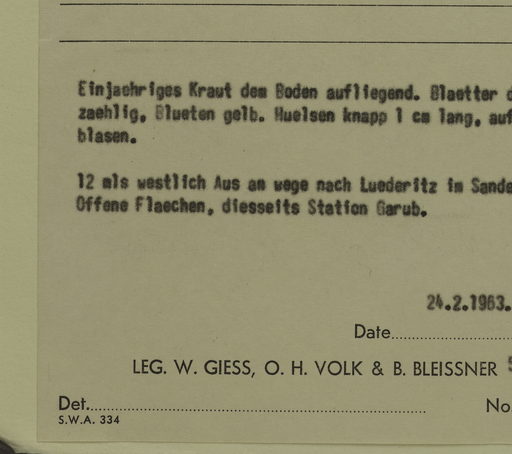 Einjaehriges Kraut dem Boden aufliegend. Blaetter d
zaehlig, Blueten gelb. Huelsen knapp 1 cm lang, auf
blasen.
12 mls westlich Aus am wege nach Luederitz im Sande
Offene Flaechen, diesseits Station Garub.
24.2.1963.
Date
LEG. W. GIESS, O. H. VOLK & B. BLEISSNER 5
Det.
No.
S.W.A. 334